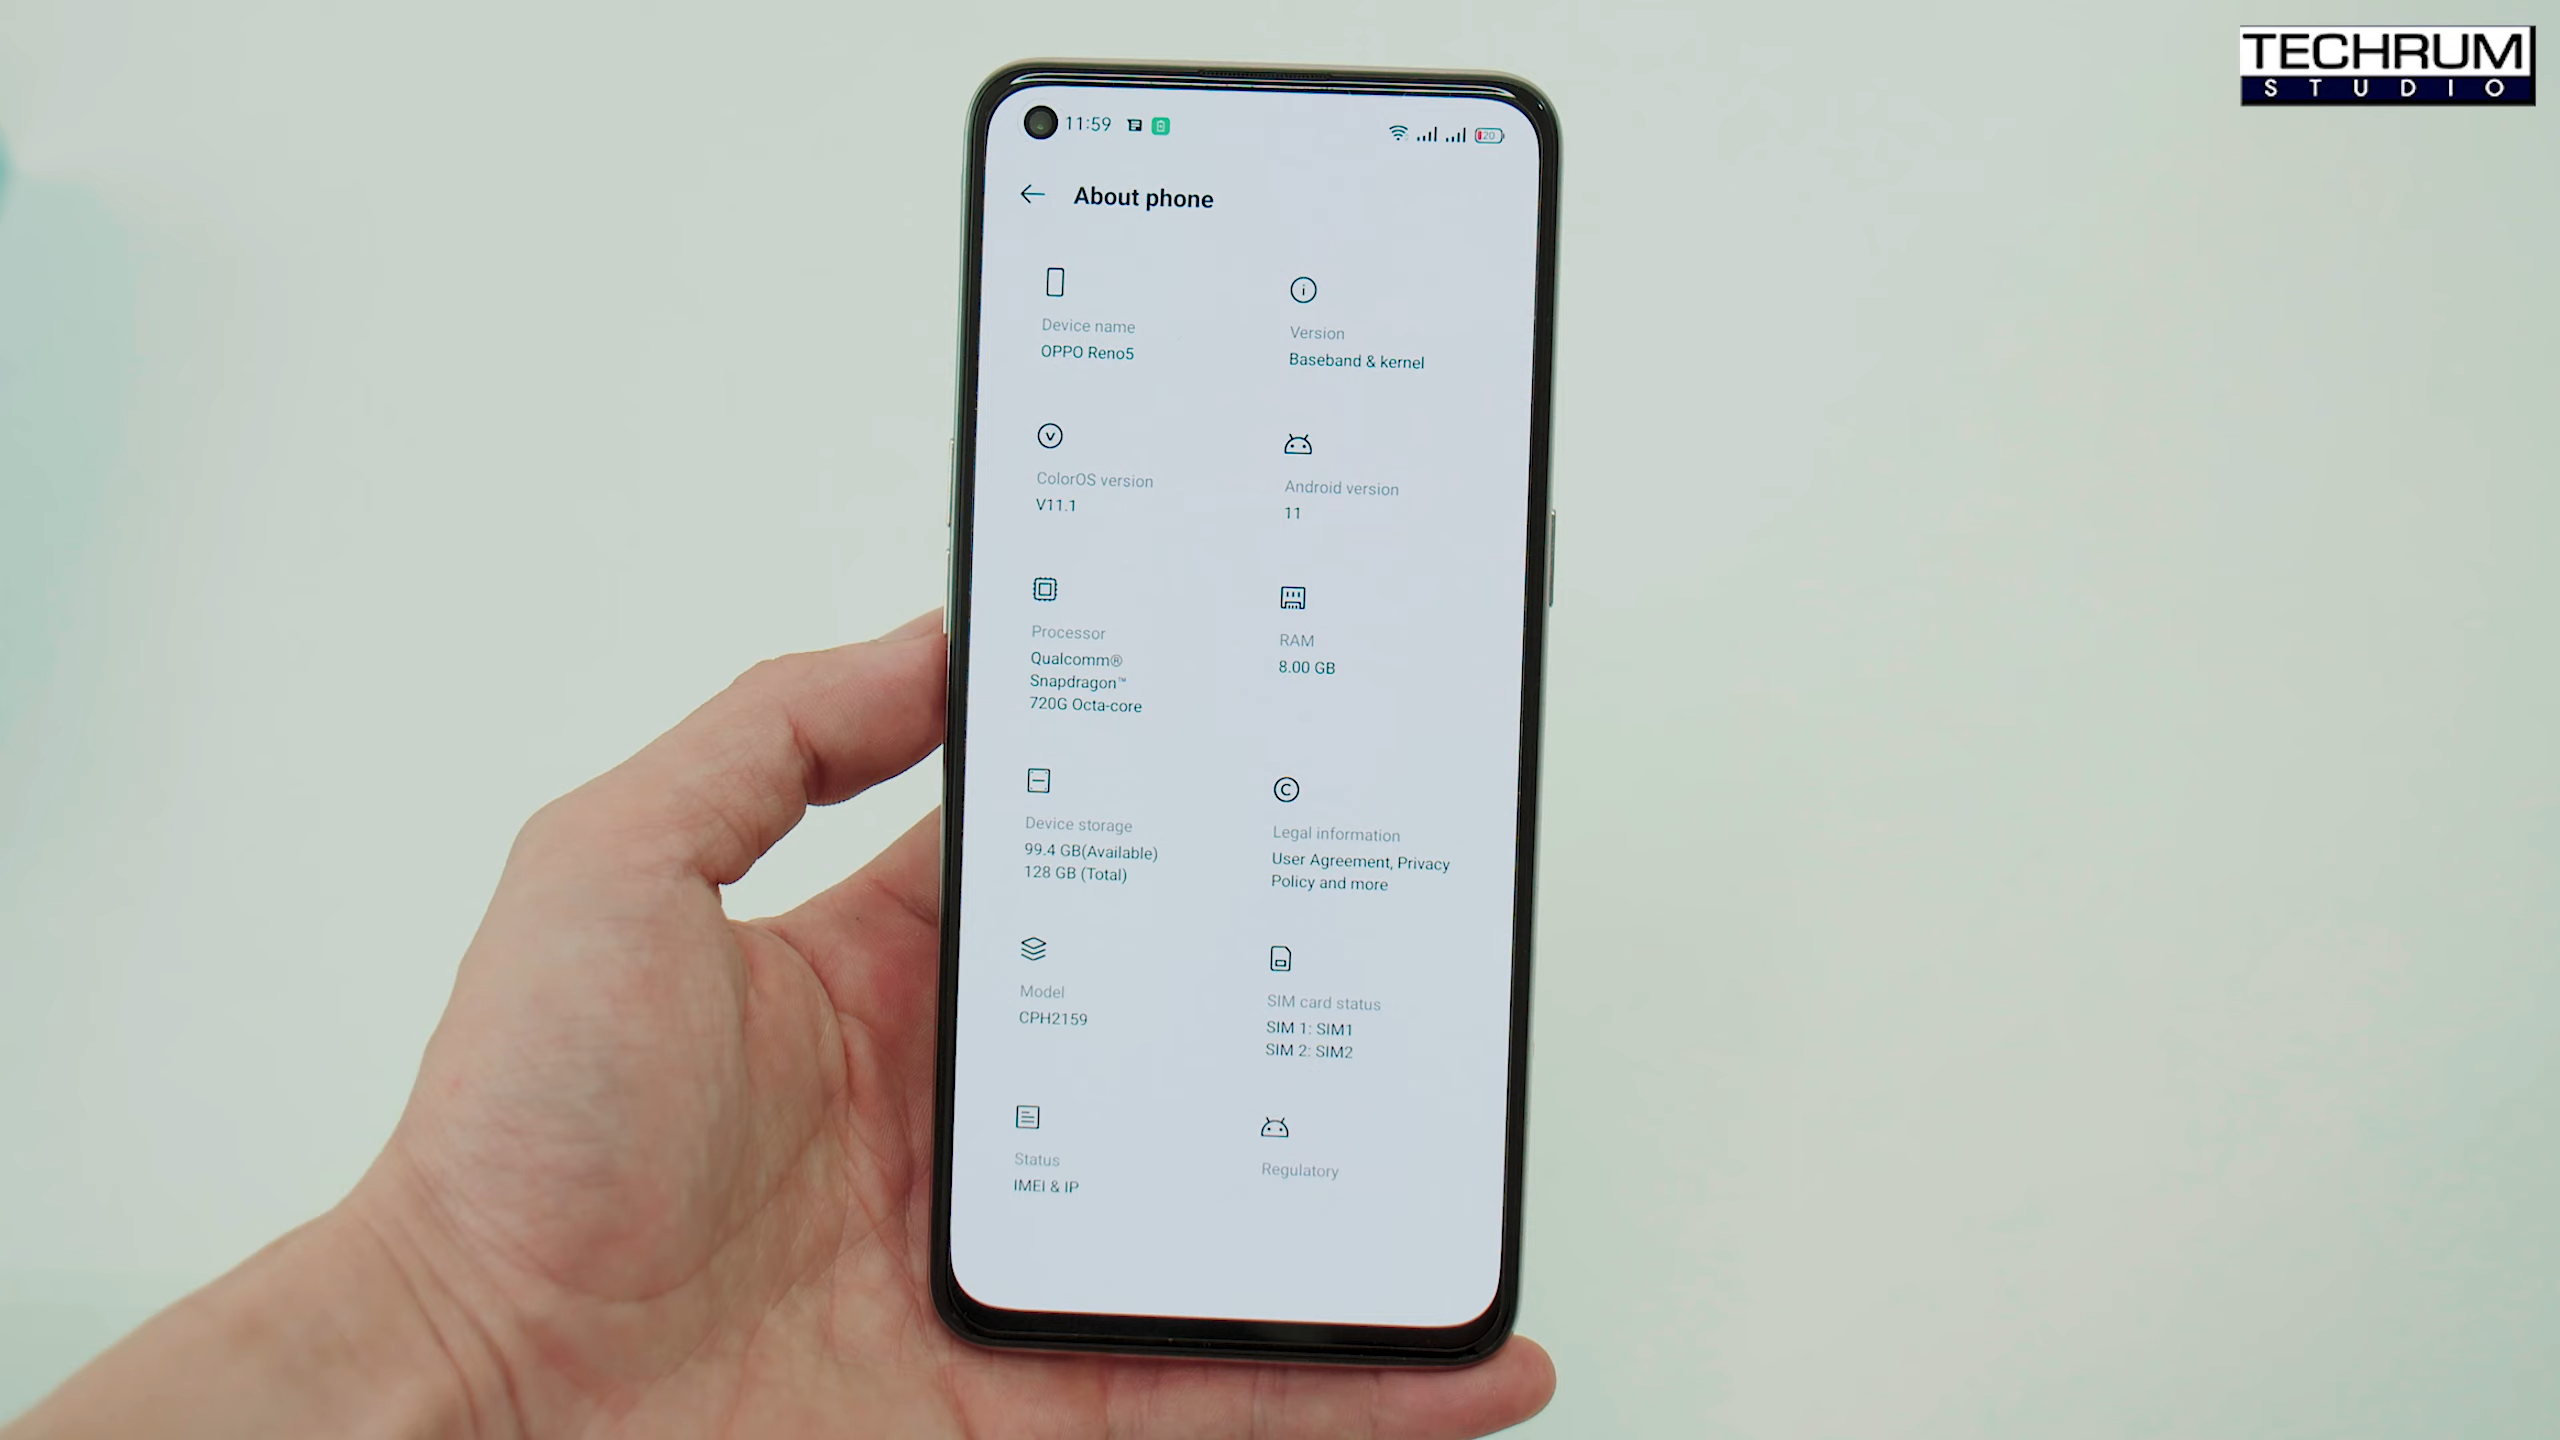 TECHRUM
STUDIO
11:59
20
About phone
Device name
OPPO Reno5
Version
Baseband & kernel
ColorOS version
V11.1
Android version
11
Processor
Qualcomm®
Snapdragon™
720G Octa-core
RAM
8.00 GB
Device storage
99.4 GB(Available)
128 GB (Total)
Legal information
User Agreement, Privacy
Policy and more
Model
CPH2159
SIM card status
SIM 1: SIM1
SIM 2: SIM2
Status
IMEI & IP
Regulatory